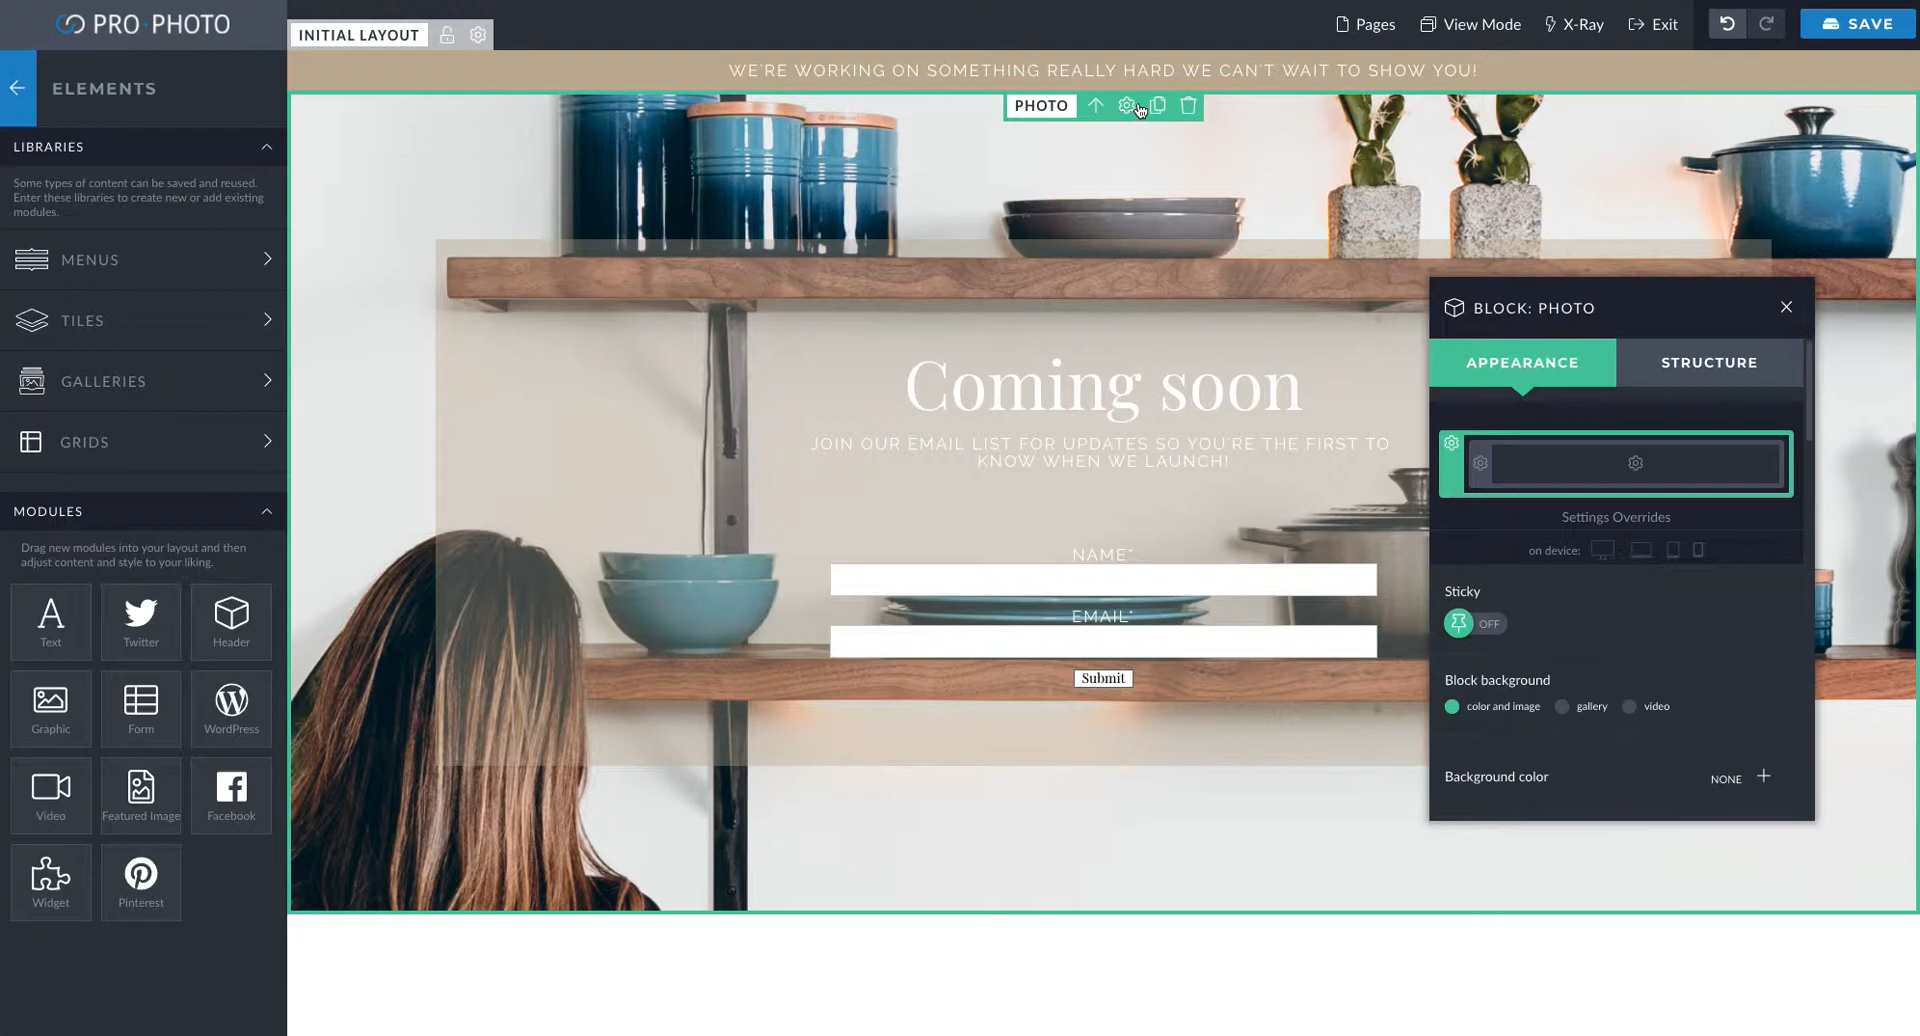 PRO PHOTO
INITIAL LAYOUT
Pages
View Mode
X-Ray
Exit
SAVE
ELEMENTS
WE'RE WORKING ON SOMETHING REALLY HARD WE CAN'T WAIT TO SHOW YOU!
PHOTO
LIBRARIES
Some types of content can be saved and reused.
Enter these libraries to create new or add existing
modules.
MENUS
TILES
GALLERIES
GRIDS
MODULES
Drag new modules into your layout and then
adjust content and style to your liking.
Text
Twitter
Header
Graphic
Form
WordPress
Video
Featured Image
Facebook
Widget
Pinterest
Coming soon
JOIN OUR EMAIL LIST FOR UPDATES SO YOU'RE THE FIRST TO
KNOW WHEN WE LAUNCH!
NAME*
EMAIL*
Submit
BLOCK: PHOTO
APPEARANCE
STRUCTURE
Settings Overrides
on device:
Sticky
OFF
Block background
color and image
gallery
video
Background color
NONE